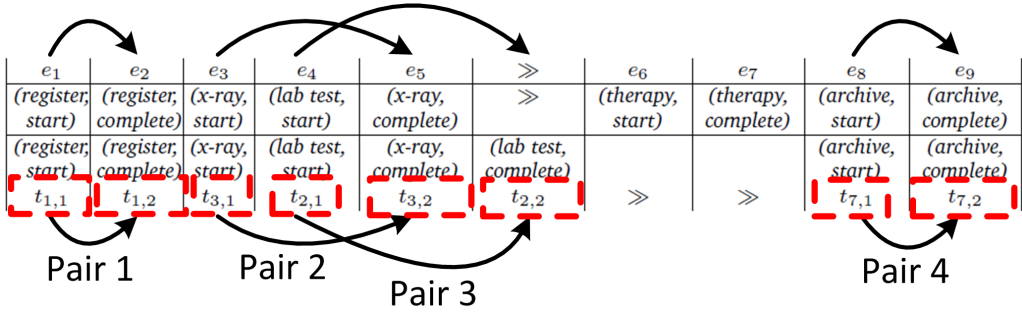 e1 e2 e3 e4 e5 ≫ e6 e7 e8 e9
(register, (register, (x-ray, (lab test, (x-ray, ≫ (therapy, (therapy, (archive, (archive,
start) complete) start) start) complete) start) complete) start) complete)
(register, (register, (x-ray, (lab test, (x-ray, (lab test, (archive, (archive,
start) complete) start) start) complete) complete) start) complete)
t1,1 t1,2 t3,1 t2,1 t3,2 t2,2 ≫ ≫ t7,1 t7,2
Pair 1 Pair 2 Pair 3 Pair 4